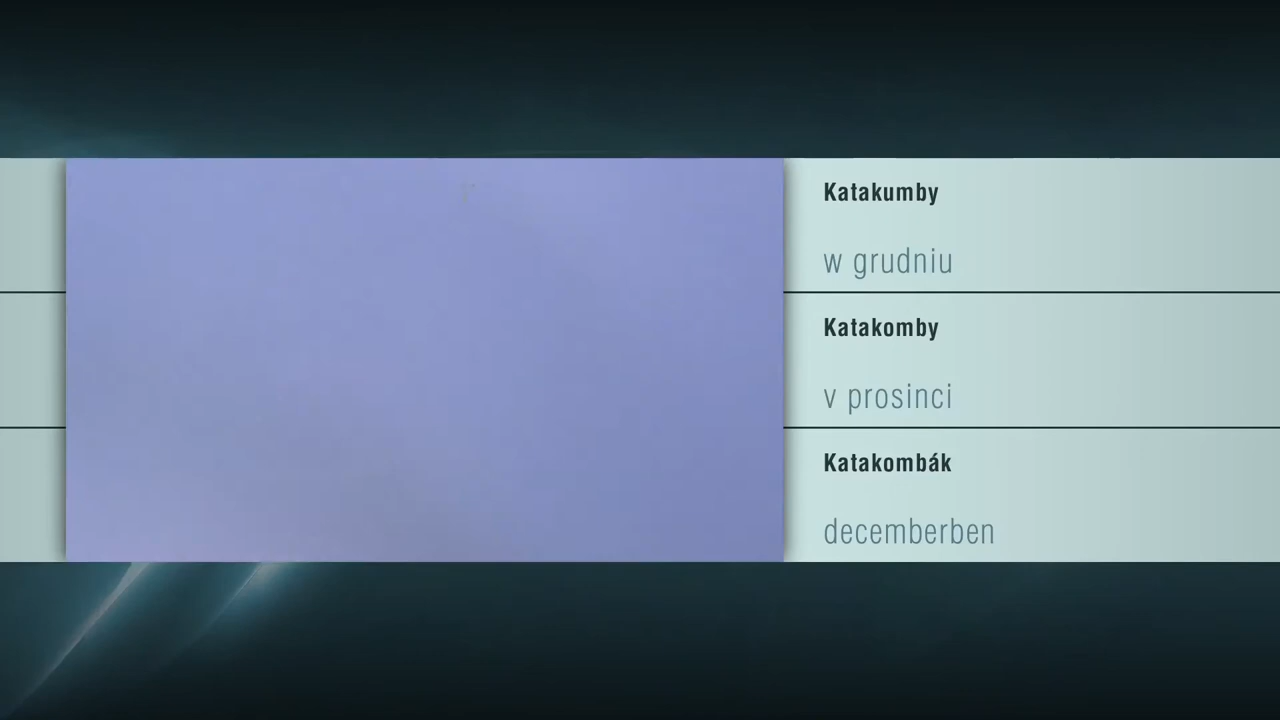 Katakumby
w grudniu
Katakomby
v prosinci
Katakombák
decemberben